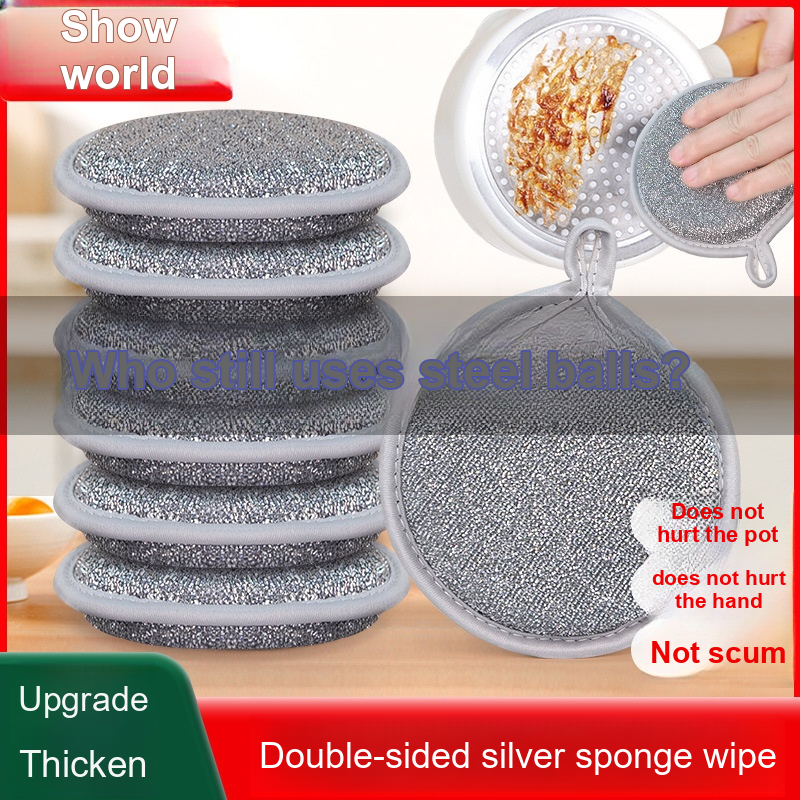 Show
world
Who still uses steel balls?
Does not
hurt the pot
does not hurt
the hand
Not scum
Upgrade
Thicken
Double-sided silver sponge wipe